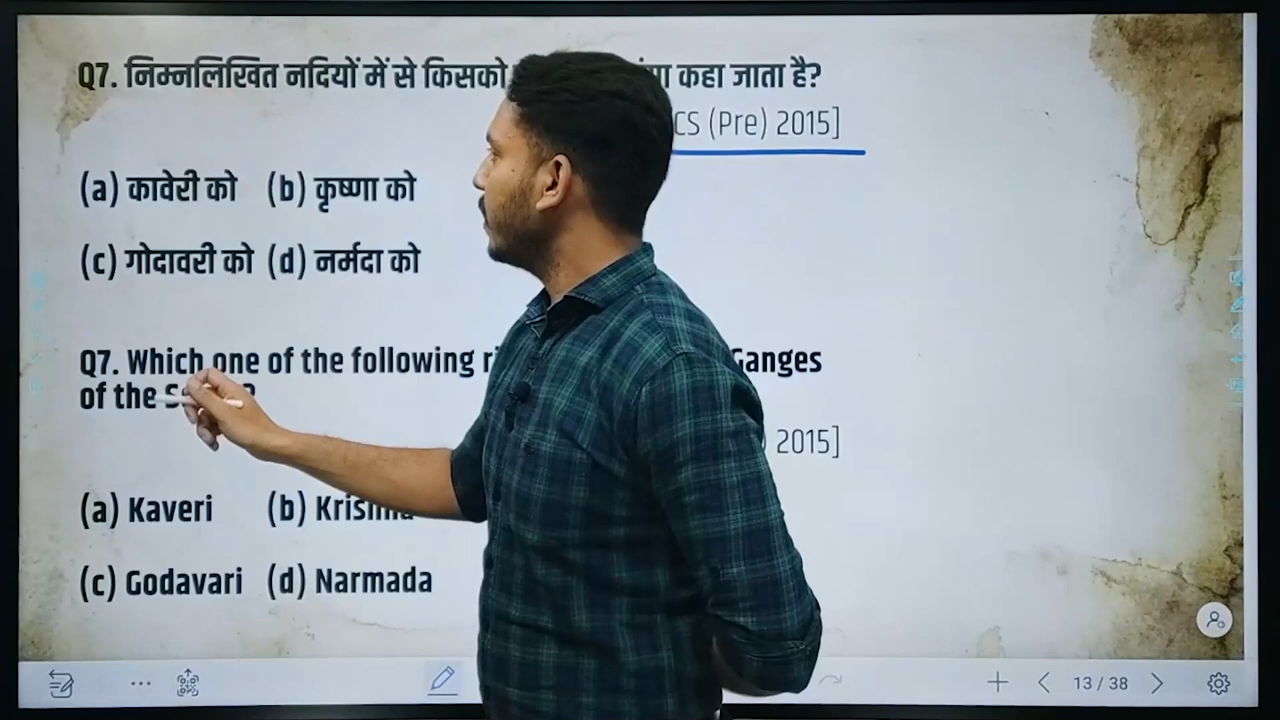 Q7. निम्नलिखित नदियों में से किसको कहा जाता है?
CS (Pre) 2015]
(a) कावेरी को (b) कृष्णा को
(c) गोदावरी को (d) नर्मदा को
Q7. Which one of the following Ganges
of the
2015]
(a) Kaveri (b) Krishna
(c) Godavari (d) Narmada
13 / 38